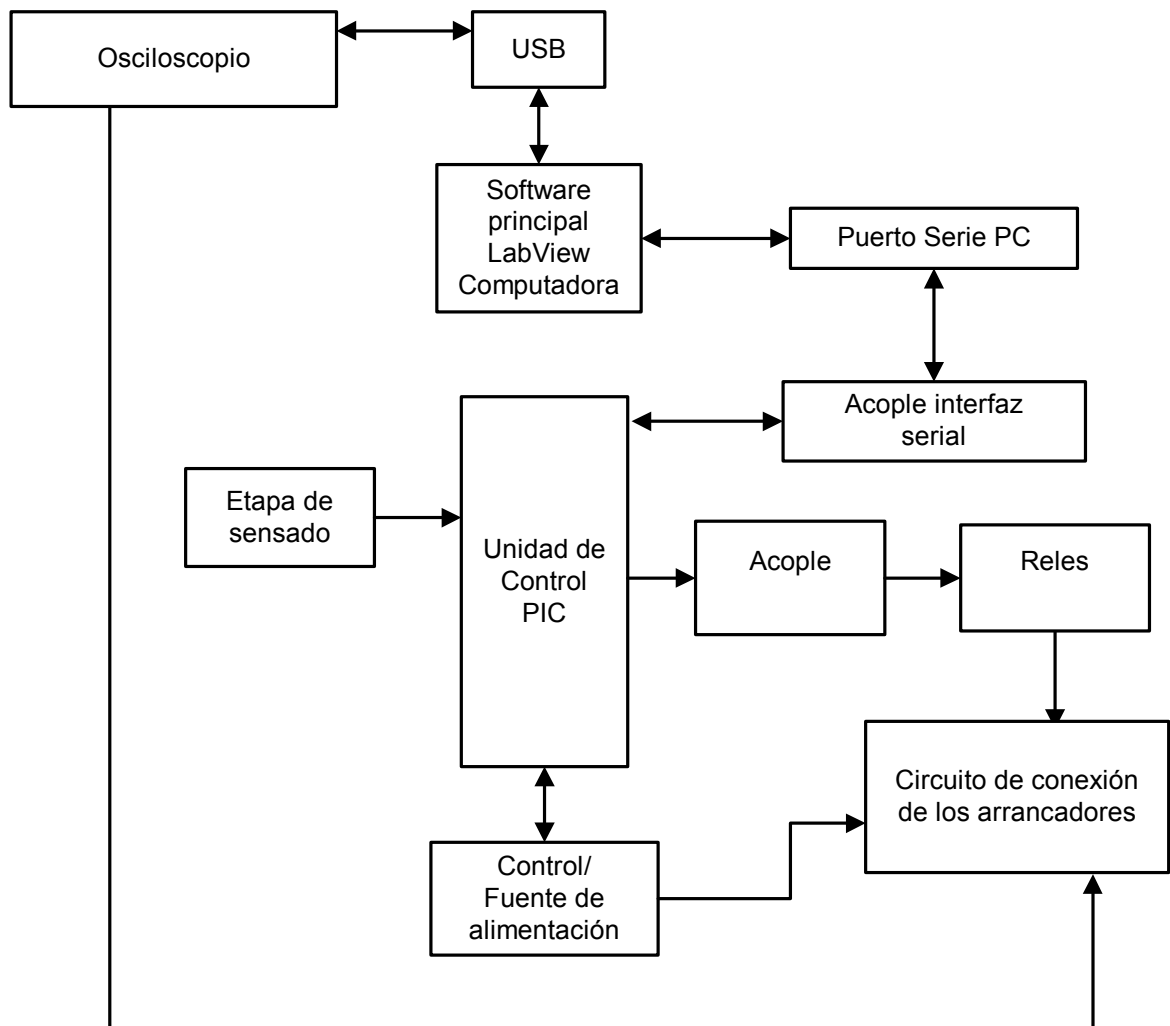 Osciloscopio
USB
Software
principal
LabView
Computadora
Puerto Serie PC
Acople interfaz
serial
Etapa de
sensado
Unidad de
Control
PIC
Acople
Reles
Circuito de conexión
de los arrancadores
Control/
Fuente de
alimentación